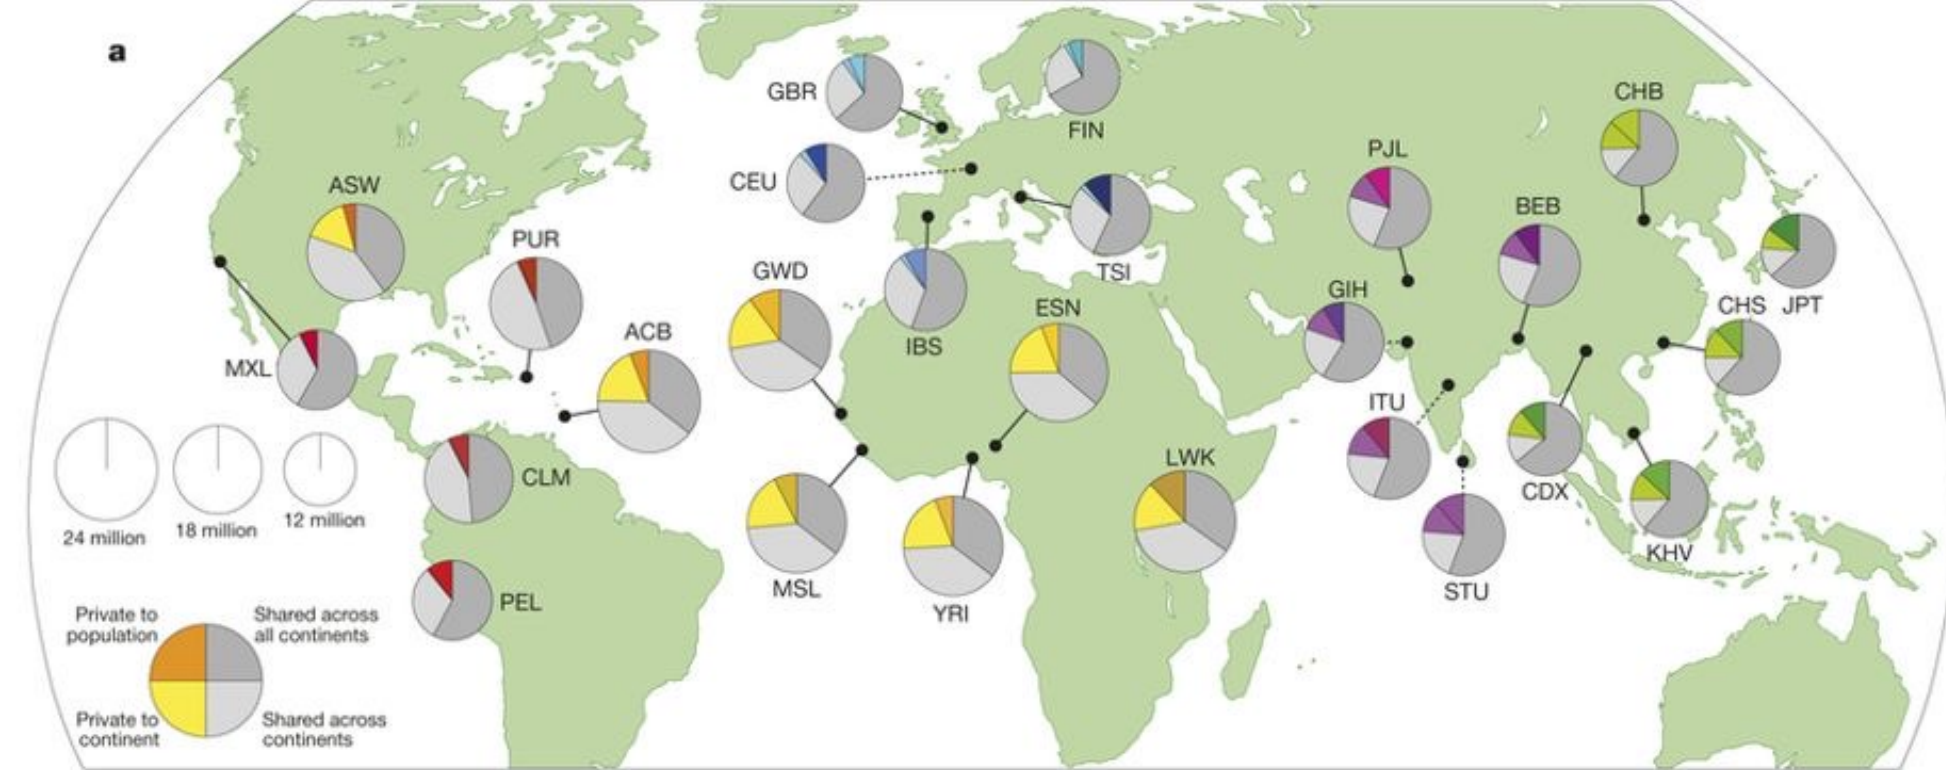 a
GBR
FIN
CHB
CEU
PJL
ASW
BEB
PUR
TSI
GWD
GIH
ESN
CHS
JPT
ACB
IBS
MXL
ITU
LWK
CLM
CDX
24 million
18 million
12 million
KHV
MSL
STU
YRI
PEL
Private to
population
Shared across
all continents
Private to
continent
Shared across
continents